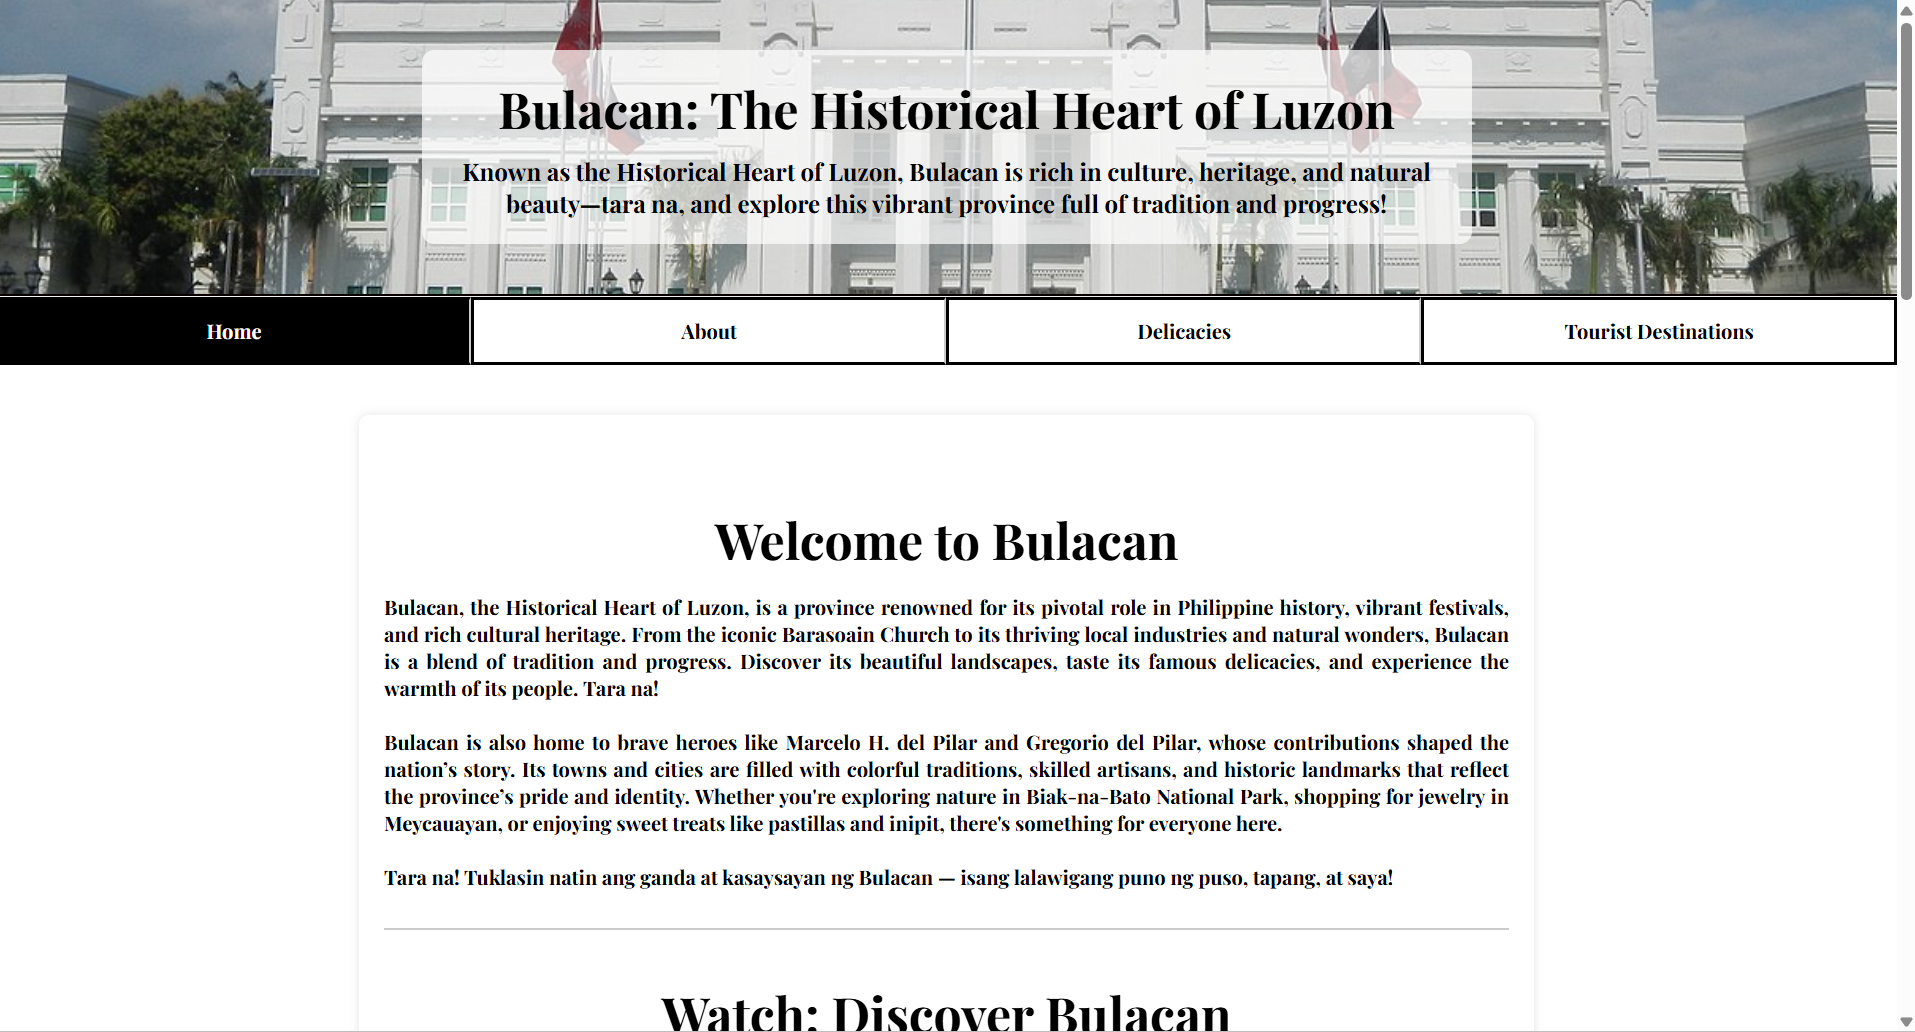 Bulacan: The Historical Heart of Luzon
Known as the Historical Heart of Luzon, Bulacan is rich in culture, heritage, and natural
beauty—tara na, and explore this vibrant province full of tradition and progress!
Home
About
Delicacies
Tourist Destinations
Welcome to Bulacan
Bulacan, the Historical Heart of Luzon, is a province renowned for its pivotal role in Philippine history, vibrant festivals,
and rich cultural heritage. From the iconic Barasoain Church to its thriving local industries and natural wonders, Bulacan
is a blend of tradition and progress. Discover its beautiful landscapes, taste its famous delicacies, and experience the
warmth of its people. Tara na!
Bulacan is also home to brave heroes like Marcelo H. del Pilar and Gregorio del Pilar, whose contributions shaped the
nation’s story. Its towns and cities are filled with colorful traditions, skilled artisans, and historic landmarks that reflect
the province’s pride and identity. Whether you're exploring nature in Biak-na-Bato National Park, shopping for jewelry in
Meycauayan, or enjoying sweet treats like pastillas and inipit, there's something for everyone here.
Tara na! Tuklasin natin ang ganda at kasaysayan ng Bulacan — isang lalawigang puno ng puso, tapang, at saya!
Watch: Discover Bulacan